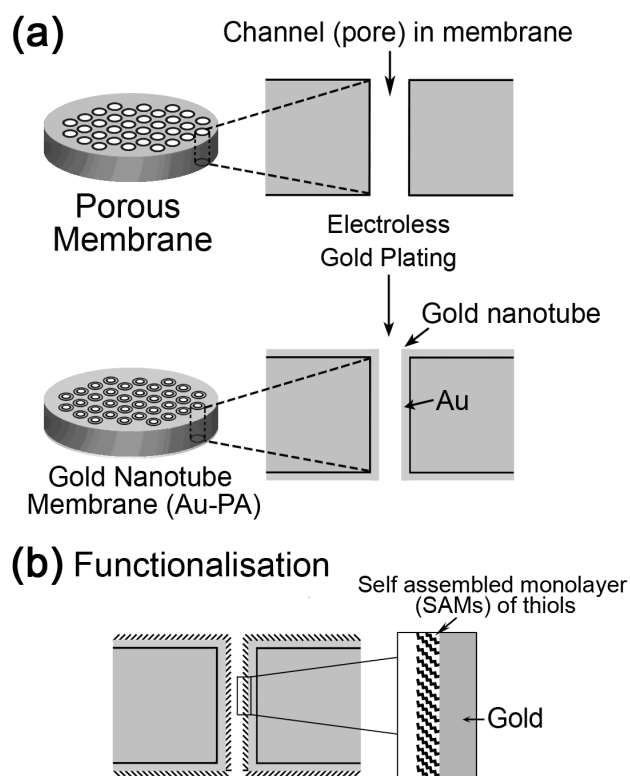 (a)
Channel (pore) in membrane
Porous
Membrane
Electroless
Gold Plating
Gold nanotube
Au
Gold Nanotube
Membrane (Au-PA)
(b) Functionalisation
Self assembled monolayer
(SAMs) of thiols
Gold